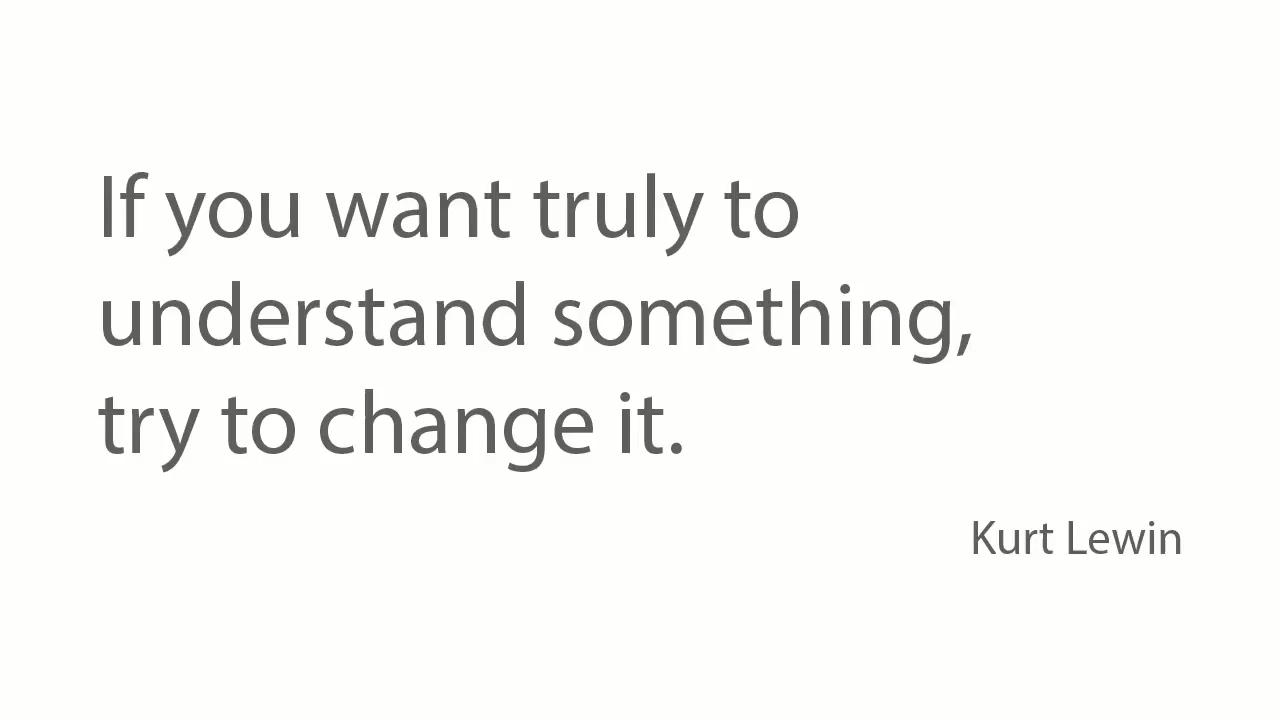 If you want truly to
understand something,
try to change it.
Kurt Lewin